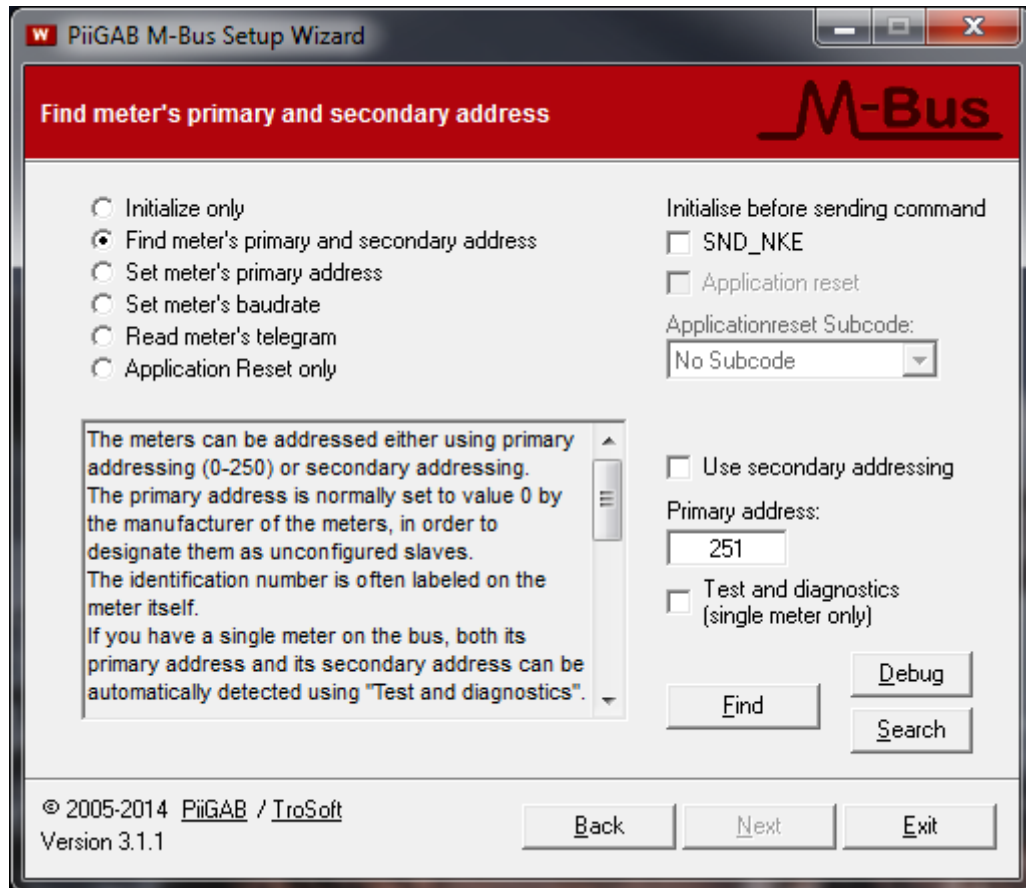 PiiGAB M-Bus Setup Wizard
Find meter's primary and secondary address
M-Bus
Initialize only
Find meter's primary and secondary address
Set meter's primary address
Set meter's baudrate
Read meter's telegram
Application Reset only
Initialise before sending command
SND_NKE
Application reset
Applicationreset Subcode:
No Subcode
The meters can be addressed either using primary
addressing (0-250) or secondary addressing.
The primary address is normally set to value 0 by
the manufacturer of the meters, in order to
designate them as unconfigured slaves.
The identification number is often labeled on the
meter itself.
If you have a single meter on the bus, both its
primary address and its secondary address can be
automatically detected using "Test and diagnostics".
Use secondary addressing
Primary address:
251
Test and diagnostics
(single meter only)
Debug
Find
Search
© 2005-2014 PiiGAB / TroSoft
Version 3.1.1
Back
Next
Exit